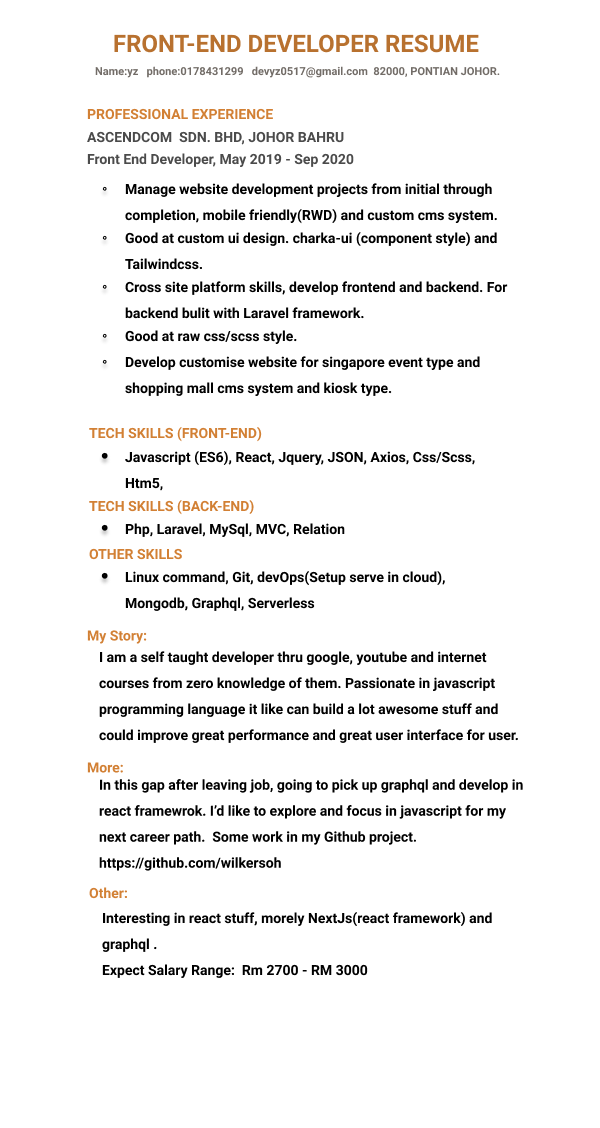 FRONT-END DEVELOPER RESUME
Name:yz phone:0178431299 devyz0517@gmail.com 82000, PONTIAN JOHOR.
PROFESSIONAL EXPERIENCE
ASCENDCOM SDN. BHD, JOHOR BAHRU
Front End Developer, May 2019 - Sep 2020
◦ Manage website development projects from initial through
completion, mobile friendly(RWD) and custom cms system.
◦ Good at custom ui design. charka-ui (component style) and
Tailwindcss.
◦ Cross site platform skills, develop frontend and backend. For
backend bulit with Laravel framework.
◦ Good at raw css/scss style.
◦ Develop customise website for singapore event type and
shopping mall cms system and kiosk type.
TECH SKILLS (FRONT-END)
• Javascript (ES6), React, Jquery, JSON, Axios, Css/Scss,
Htm5,
TECH SKILLS (BACK-END)
• Php, Laravel, MySql, MVC, Relation
OTHER SKILLS
• Linux command, Git, devOps(Setup serve in cloud),
Mongodb, Graphql, Serverless
My Story:
I am a self taught developer thru google, youtube and internet
courses from zero knowledge of them. Passionate in javascript
programming language it like can build a lot awesome stuff and
could improve great performance and great user interface for user.
More:
In this gap after leaving job, going to pick up graphql and develop in
react framewrok. I’d like to explore and focus in javascript for my
next career path. Some work in my Github project.
https://github.com/wilkersoh
Other:
Interesting in react stuff, morely NextJs(react framework) and
graphql .
Expect Salary Range: Rm 2700 - RM 3000